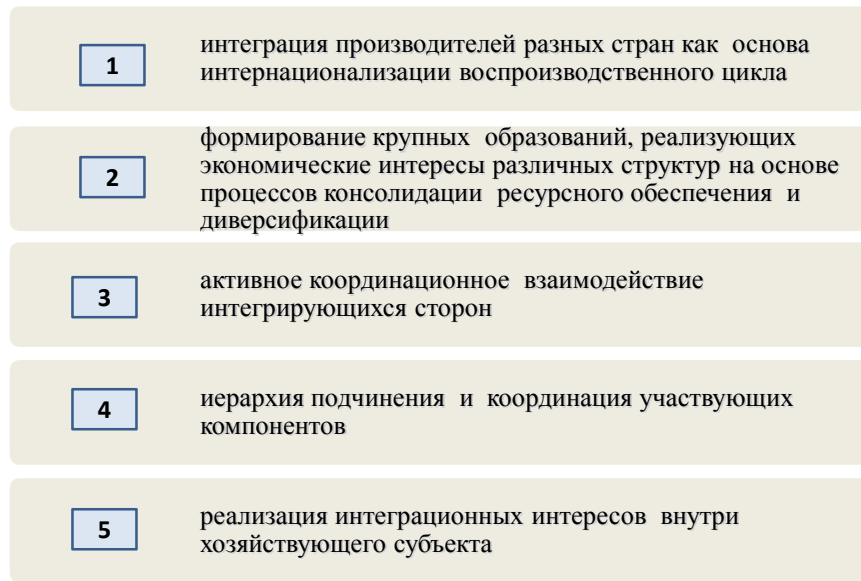 1
интеграция производителей разных стран как основа
интернационализации воспроизводственного цикла
2
формирование крупных образований, реализующих
экономические интересы различных структур на основе
процессов консолидации ресурсного обеспечения и
диверсификации
3
активное координационное взаимодействие
интегрирующихся сторон
4
иерархия подчинения и координация участвующих
компонентов
5
реализация интеграционных интересов внутри
хозяйствующего субъекта